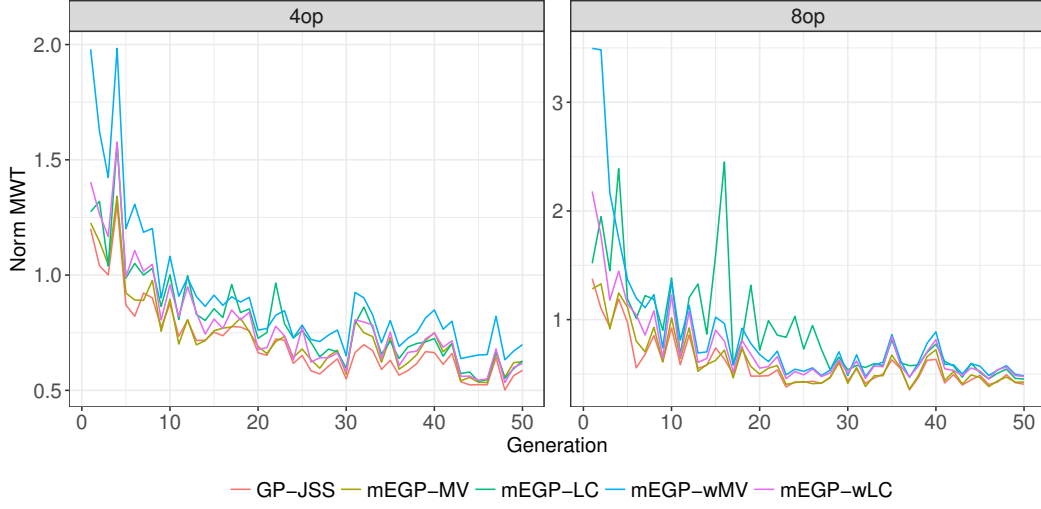 4op
8op
2.0
1.5
1.0
0.5
3
2
1
Norm MWT
0 10 20 30 40 50
0 10 20 30 40 50
Generation
GP−JSS mEGP−MV mEGP−LC mEGP−wMV mEGP−wLC